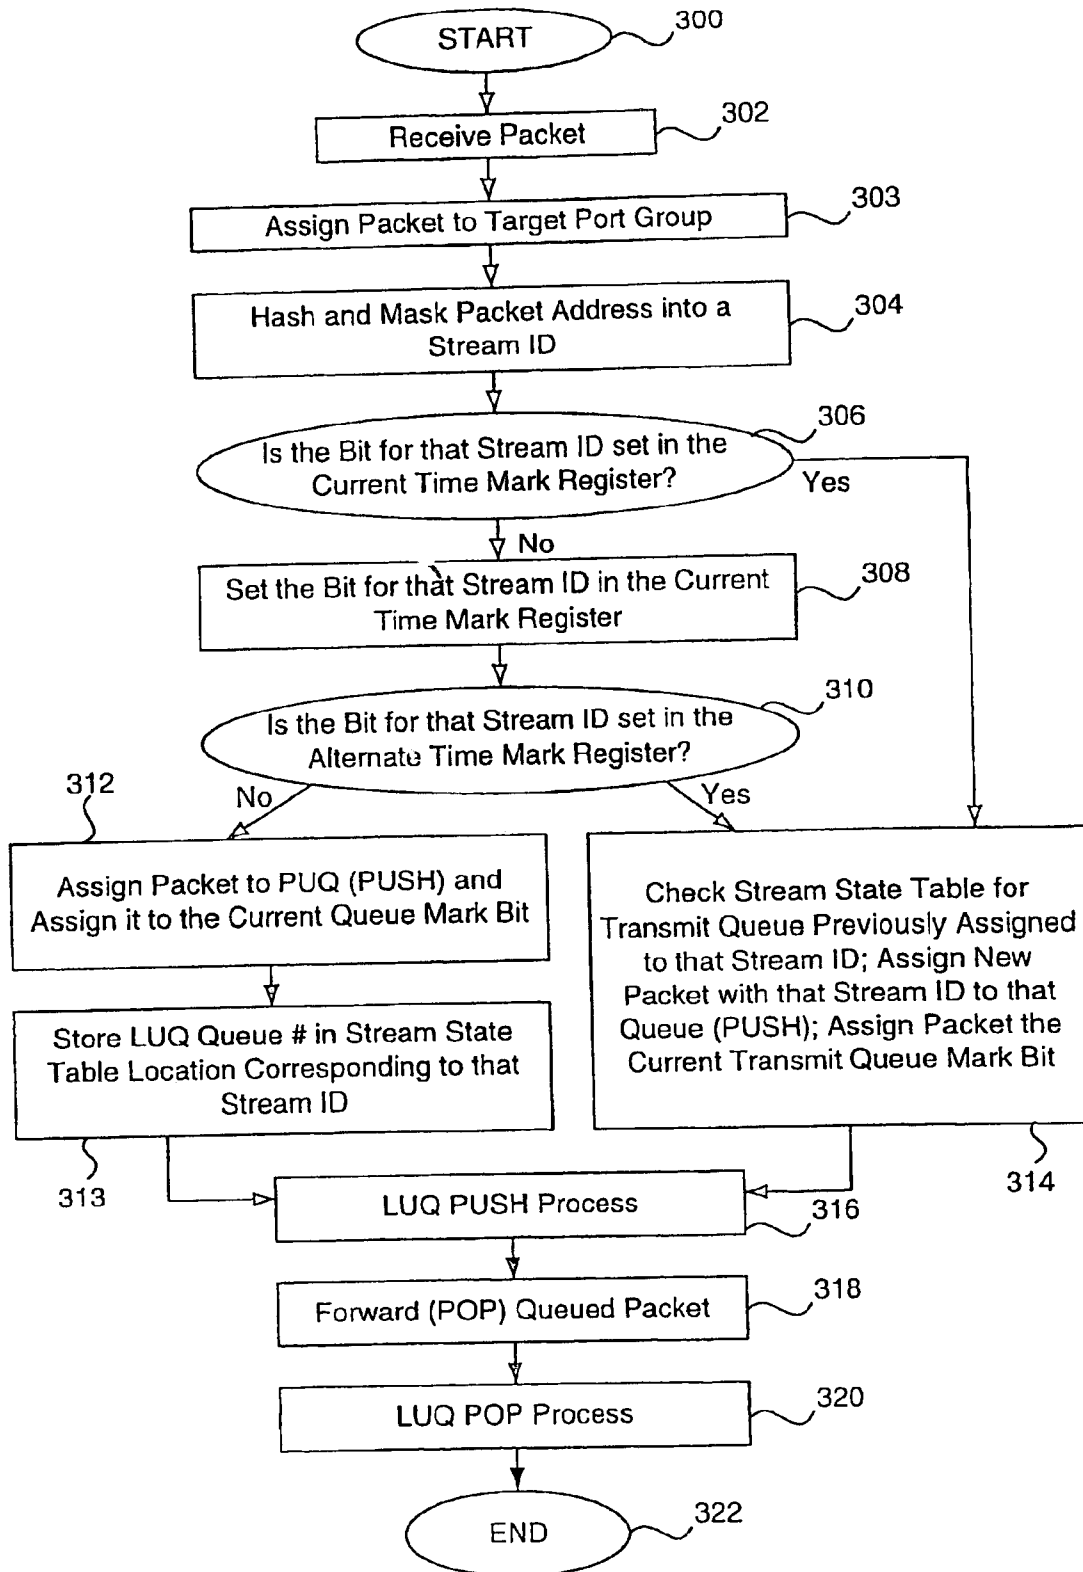 START
300
Receive Packet
302
Assign Packet to Target Port Group
303
Hash and Mask Packet Address into a
Stream ID
304
Is the Bit for that Stream ID set in the
Current Time Mark Register?
306
Yes
No
Set the Bit for that Stream ID in the Current
Time Mark Register
308
Is the Bit for that Stream ID set in the
Alternate Time Mark Register?
310
312
No
Yes
Assign Packet to PUQ (PUSH) and
Assign it to the Current Queue Mark Bit
Check Stream State Table for
Transmit Queue Previously Assigned
to that Stream ID; Assign New
Packet with that Stream ID to that
Queue (PUSH); Assign Packet the
Current Transmit Queue Mark Bit
Store LUQ Queue # in Stream State
Table Location Corresponding to that
Stream ID
313
314
LUQ PUSH Process
316
Forward (POP) Queued Packet
318
LUQ POP Process
320
END
322